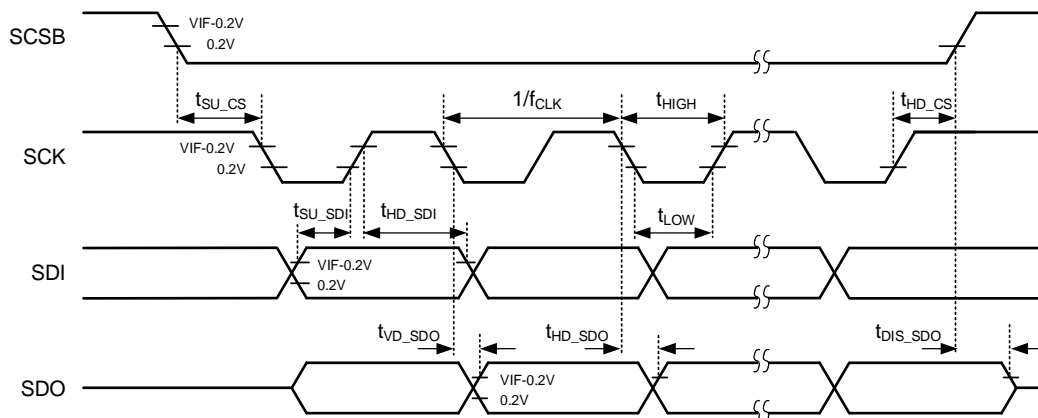 SCSB
VIF-0.2V
0.2V
tSU_CS
1/fCLK
tHIGH
tHD_CS
SCK
VIF-0.2V
0.2V
tSU_SDI
tHD_SDI
tLOW
SDI
VIF-0.2V
0.2V
tVD_SDO
tHD_SDO
tDIS_SDO
SDO
VIF-0.2V
0.2V